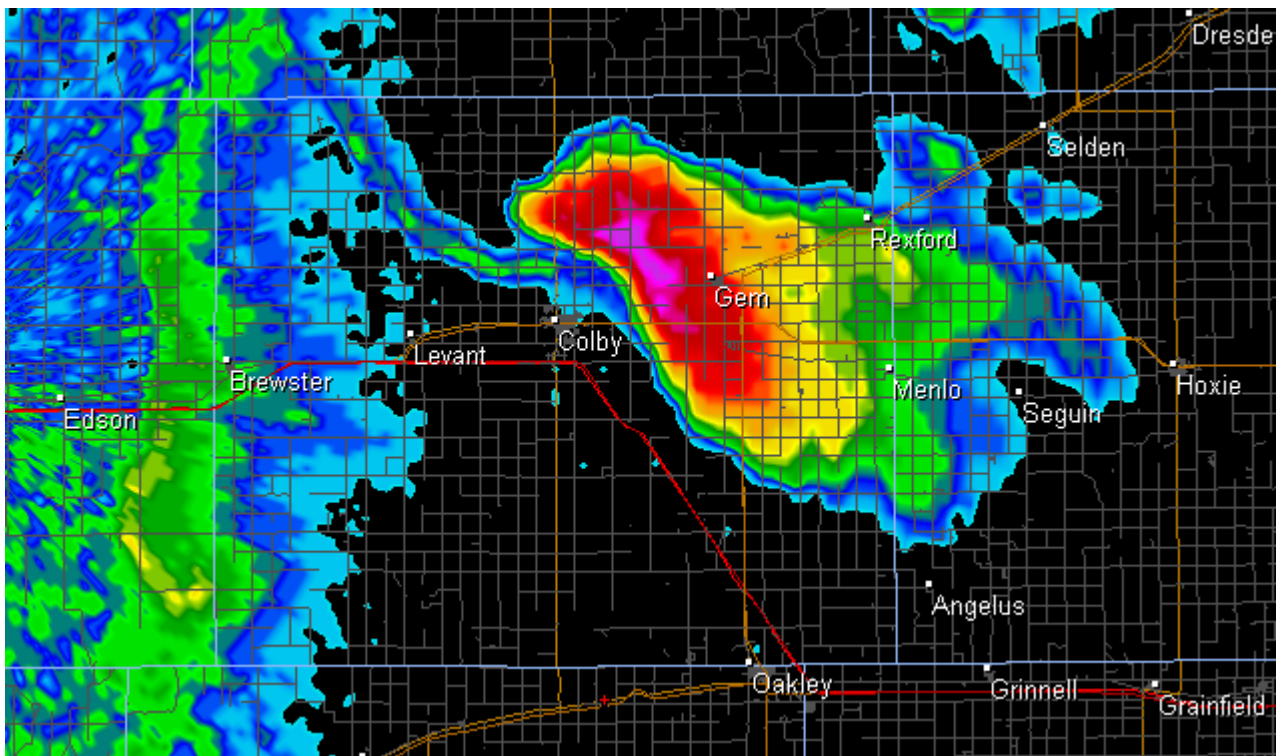 Dresde
Selden
Rexford
Gem
Colby
Levant
Brewster
Menlo
Hoxie
Seguin
Edson
Angelus
Oakley
Grinnell
Grainfield